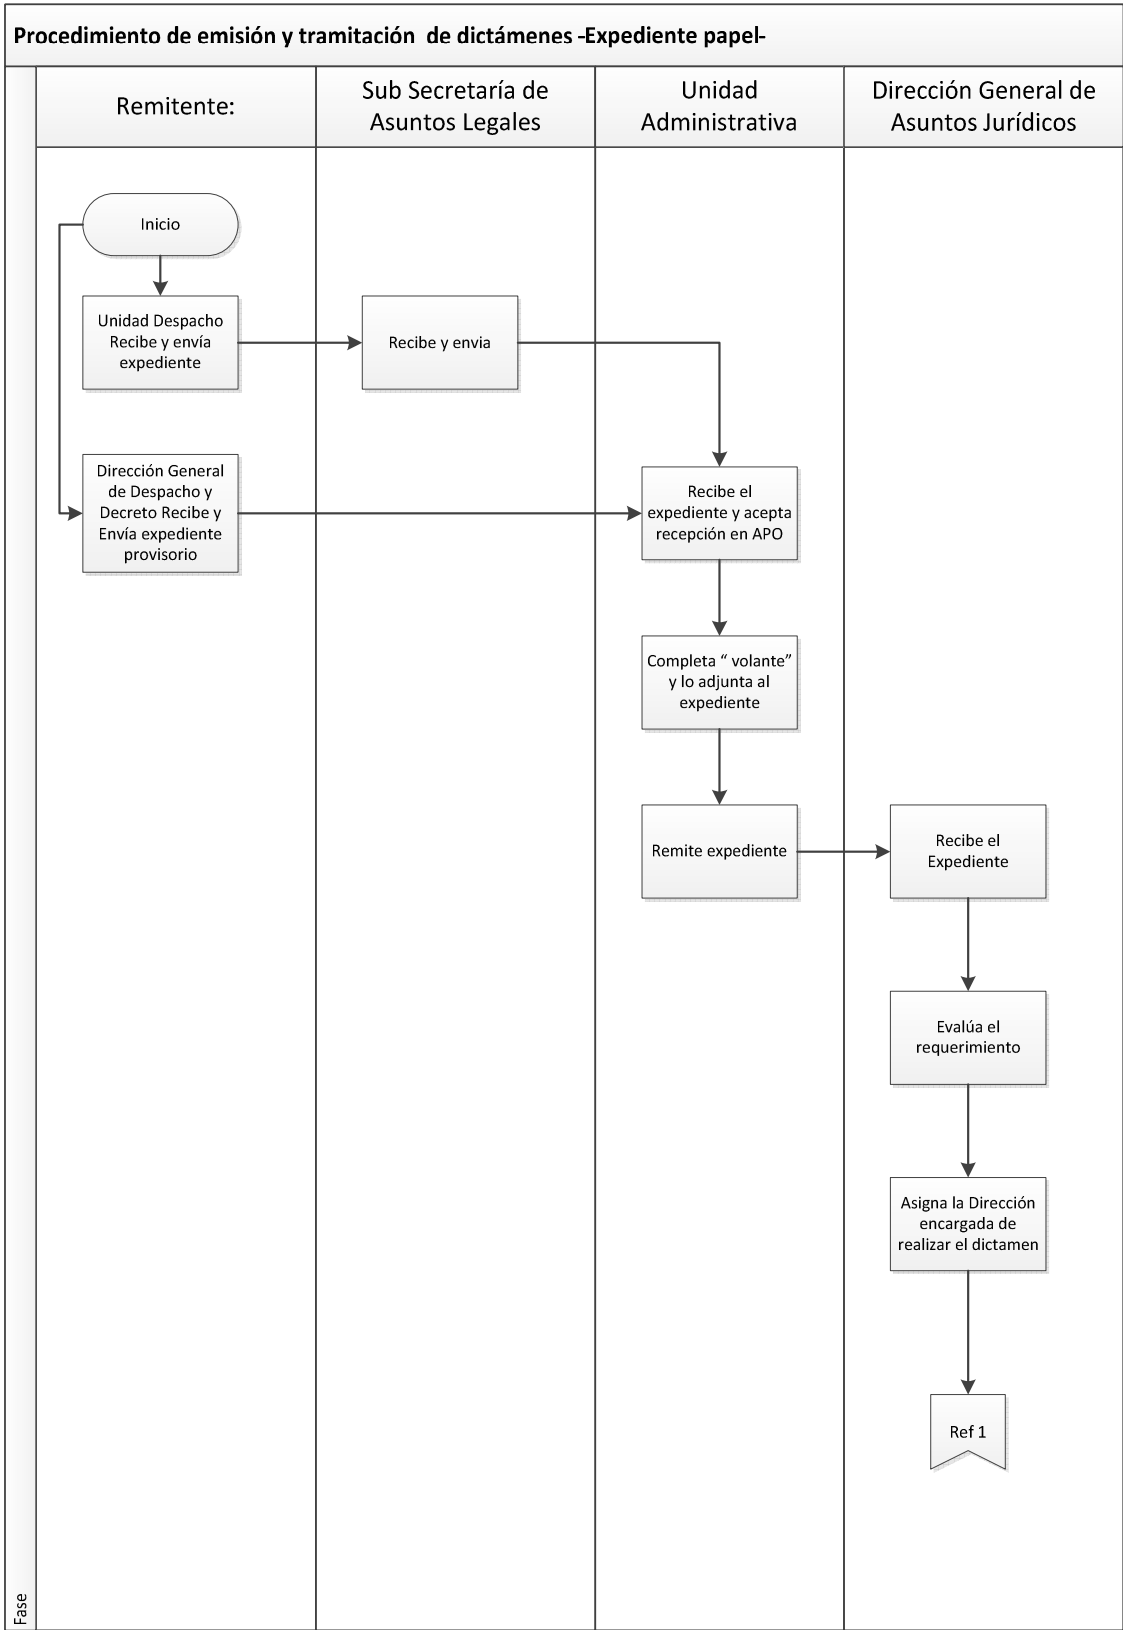 Procedimiento de emisión y tramitación de dictámenes -Expediente papel-
Remitente:
Sub Secretaría de
Asuntos Legales
Unidad
Administrativa
Dirección General de
Asuntos Jurídicos
Inicio
Unidad Despacho
Recibe y envía
expediente
Recibe y envia
Dirección General
de Despacho y
Decreto Recibe y
Envía expediente
provisorio
Recibe el
expediente y acepta
recepción en APO
Completa “ volante”
y lo adjunta al
expediente
Remite expediente
Recibe el
Expediente
Evalúa el
requerimiento
Asigna la Dirección
encargada de
realizar el dictamen
Ref 1
Fase